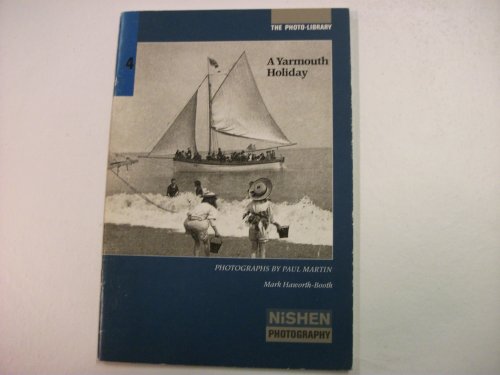 THE PHOTO-LIBRARY
4
A Yarmouth
Holiday
PHOTOGRAPHS BY PAUL MARTIN
Mark Haworth-Booth
NiSHEN
PHOTOGRAPHY